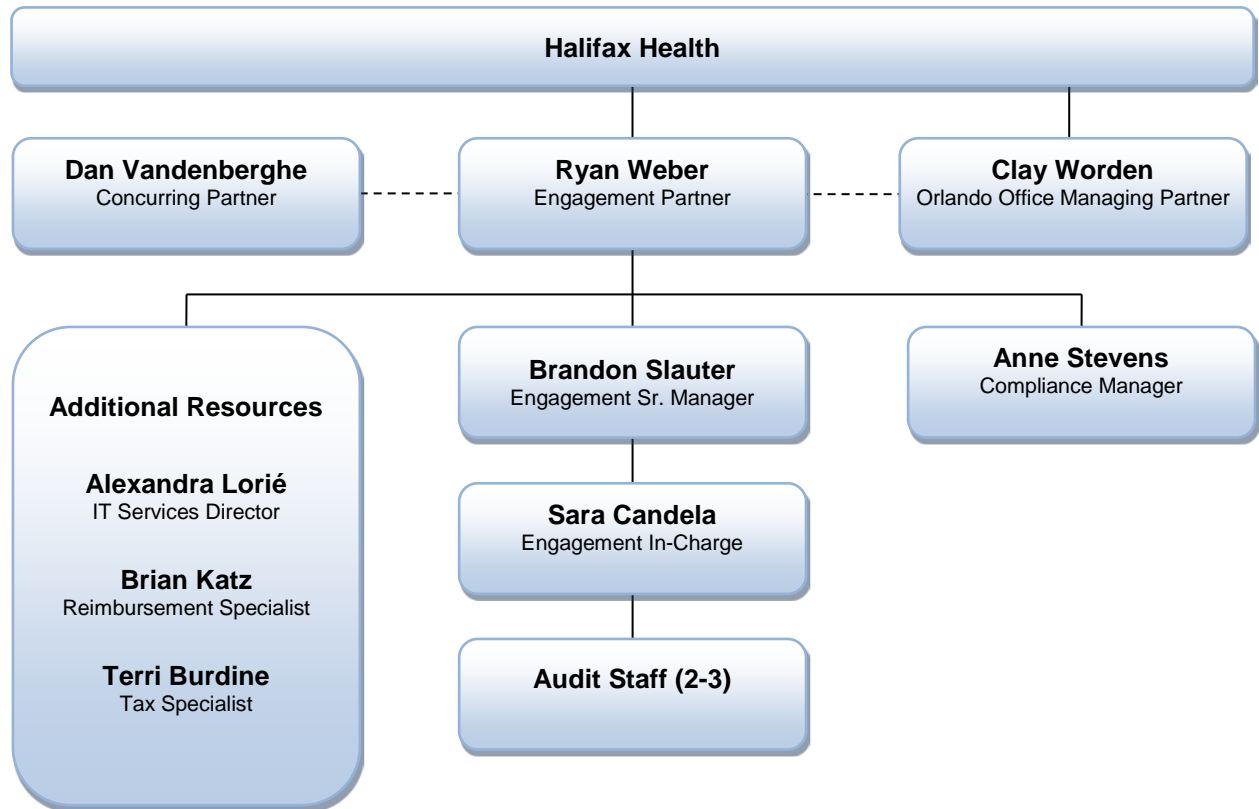 Halifax Health
Dan Vandenberghe
Concurring Partner
Ryan Weber
Engagement Partner
Clay Worden
Orlando Office Managing Partner
Additional Resources
Alexandra Lorié
IT Services Director
Brian Katz
Reimbursement Specialist
Terri Burdine
Tax Specialist
Brandon Slauter
Engagement Sr. Manager
Sara Candela
Engagement In-Charge
Audit Staff (2-3)
Anne Stevens
Compliance Manager